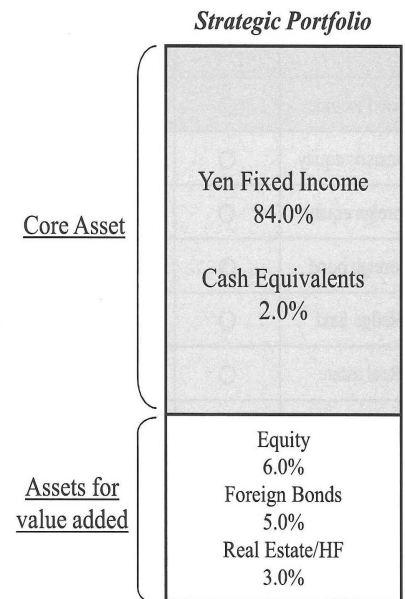 Strategic Portfolio
Core Asset
Yen Fixed Income
84.0%
Cash Equivalents
2.0%
Assets for
value added
Equity
6.0%
Foreign Bonds
5.0%
Real Estate/HF
3.0%